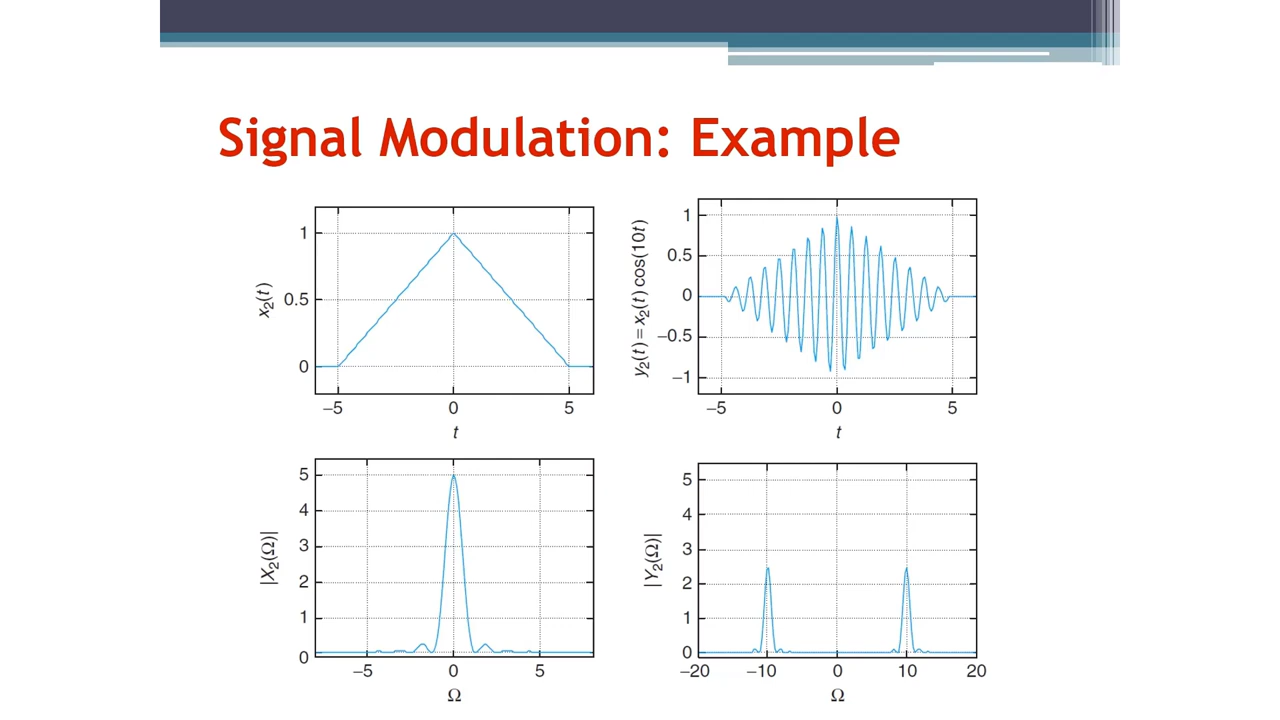 Signal Modulation: Example
x₂(t)
1
0.5
0
−5 0 5
t
y₂(t) = x₂(t) cos(10t)
1
0.5
0
−0.5
−1
−5 0 5
t
|X₂(Ω)|
5
4
3
2
1
0
−5 0 5
Ω
|Y₂(Ω)|
5
4
3
2
1
0
−20 −10 0 10 20
Ω